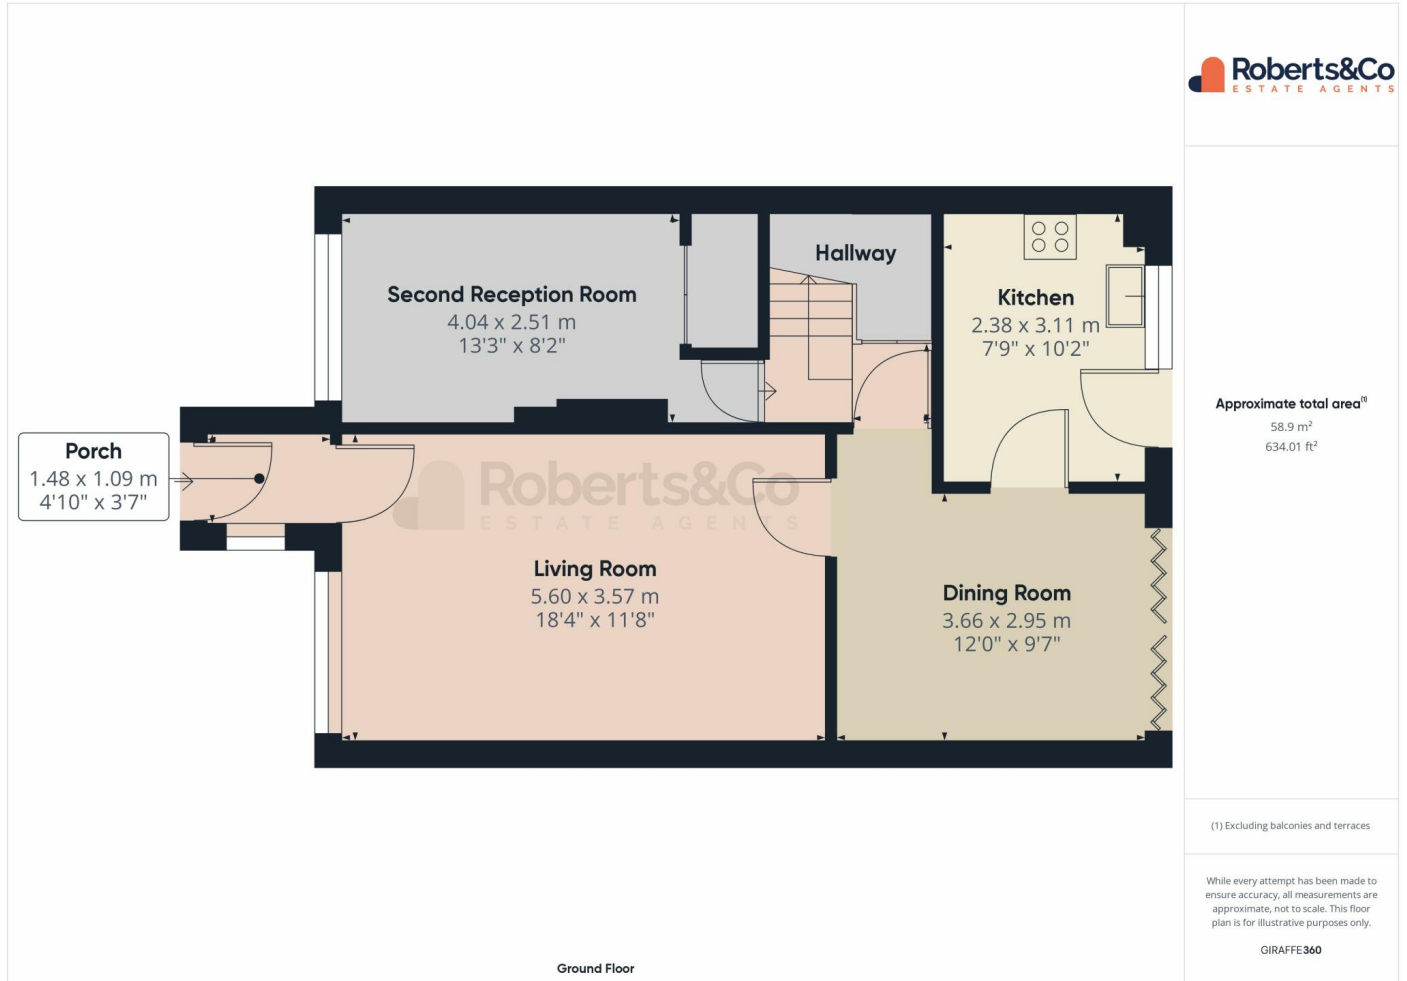 Roberts&Co
ESTATE AGENTS
Hallway
Second Reception Room
4.04 x 2.51 m
13'3" x 8'2"
Kitchen
2.38 x 3.11 m
7'9" x 10'2"
Porch
1.48 x 1.09 m
4'10" x 3'7"
Roberts&Co
ESTATE AGENTS
Living Room
5.60 x 3.57 m
18'4" x 11'8"
Dining Room
3.66 x 2.95 m
12'0" x 9'7"
Ground Floor
Approximate total area(1)
58.9 m²
634.01 ft²
(1) Excluding balconies and terraces
While every attempt has been made to
ensure accuracy, all measurements are
approximate, not to scale. This floor
plan is for illustrative purposes only.
GIRAFFE360